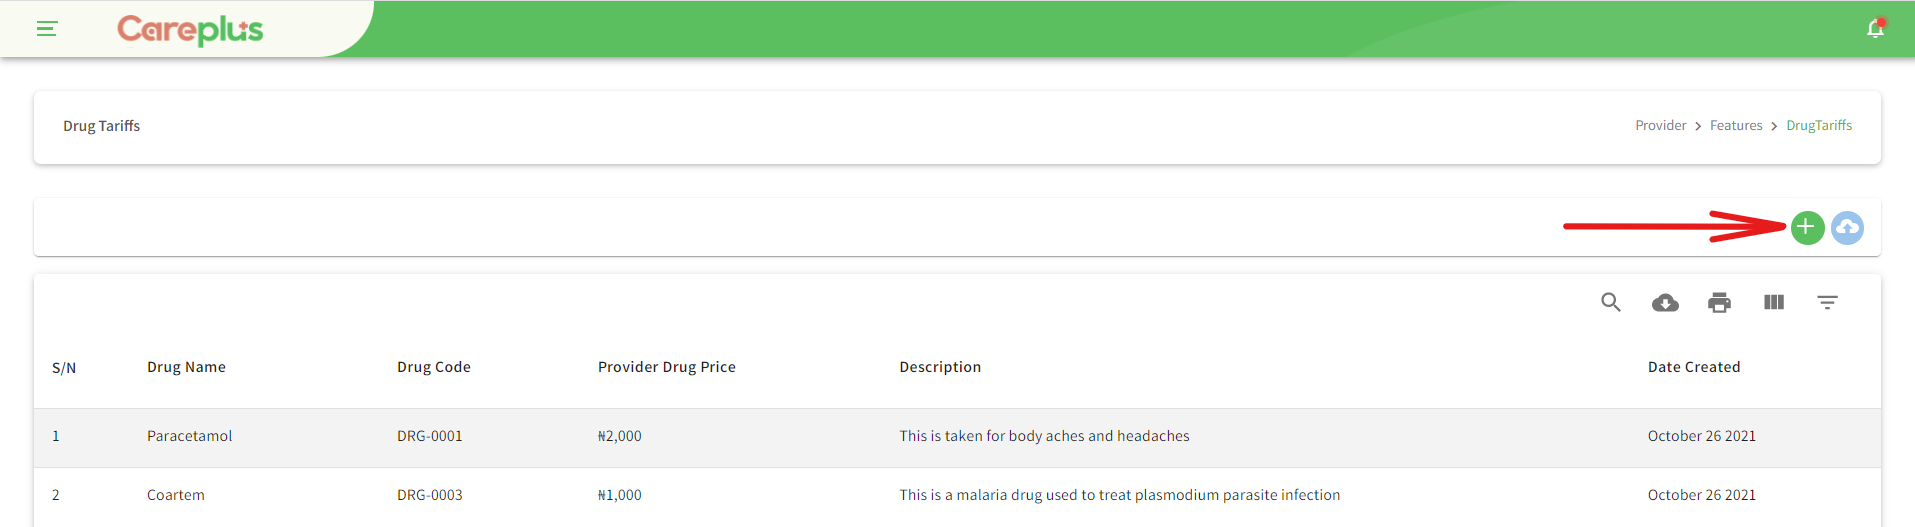 Careplus
Drug Tariffs
Provider > Features > DrugTariffs
S/N Drug Name Drug Code Provider Drug Price Description Date Created
1 Paracetamol DRG-0001 ₦2,000 This is taken for body aches and headaches October 26 2021
2 Coartem DRG-0003 ₦1,000 This is a malaria drug used to treat plasmodium parasite infection October 26 2021